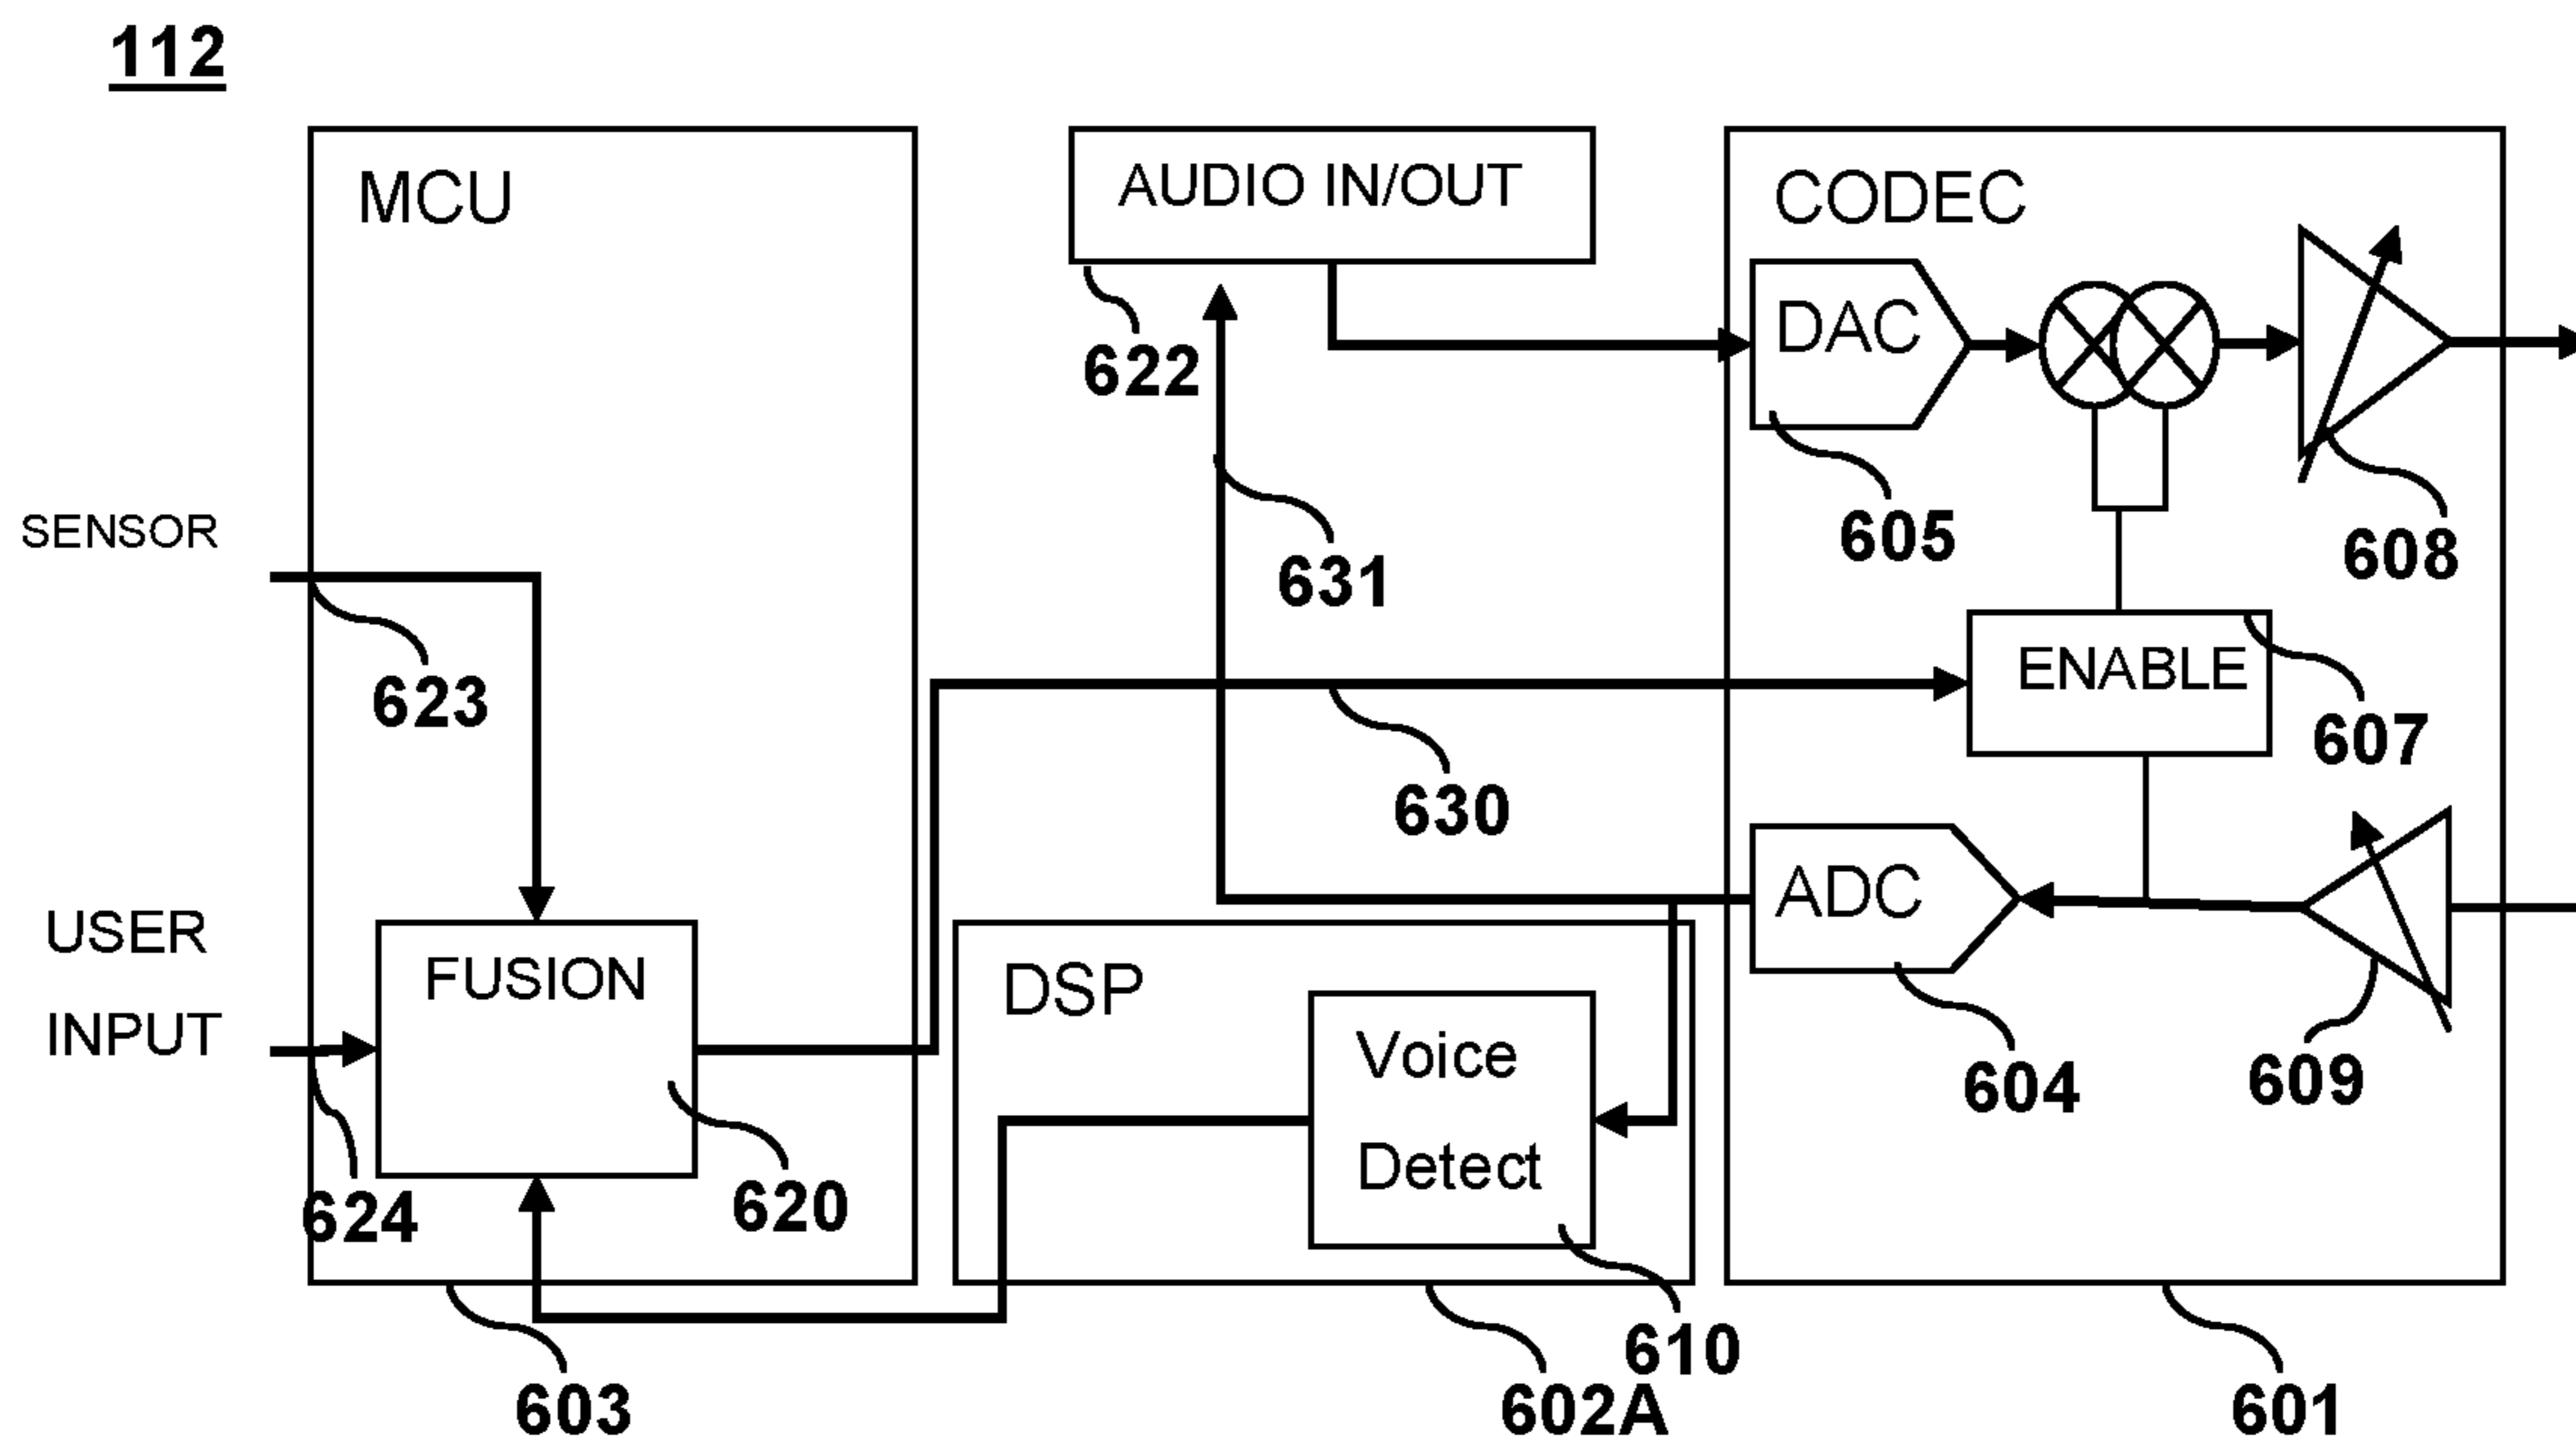 112
MCU
AUDIO IN/OUT
CODEC
DAC
622
605
608
SENSOR
631
623
ENABLE
607
630
USER
INPUT
FUSION
ADC
DSP
Voice
Detect
604
609
624
620
610
603
602A
601